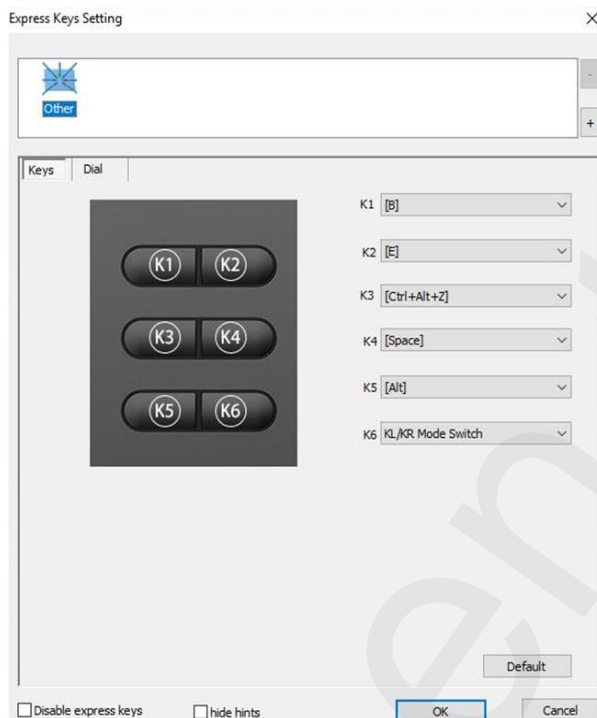 Express Keys Setting
Other
-
+
Keys Dial
K1 K2
K3 K4
K5 K6
K1 [B]
K2 [E]
K3 [Ctrl+Alt+Z]
K4 [Space]
K5 [Alt]
K6 KL/KR Mode Switch
Default
Disable express keys hide hints OK Cancel